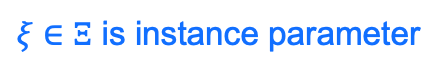 ξ ∈ Ξ is instance parameter